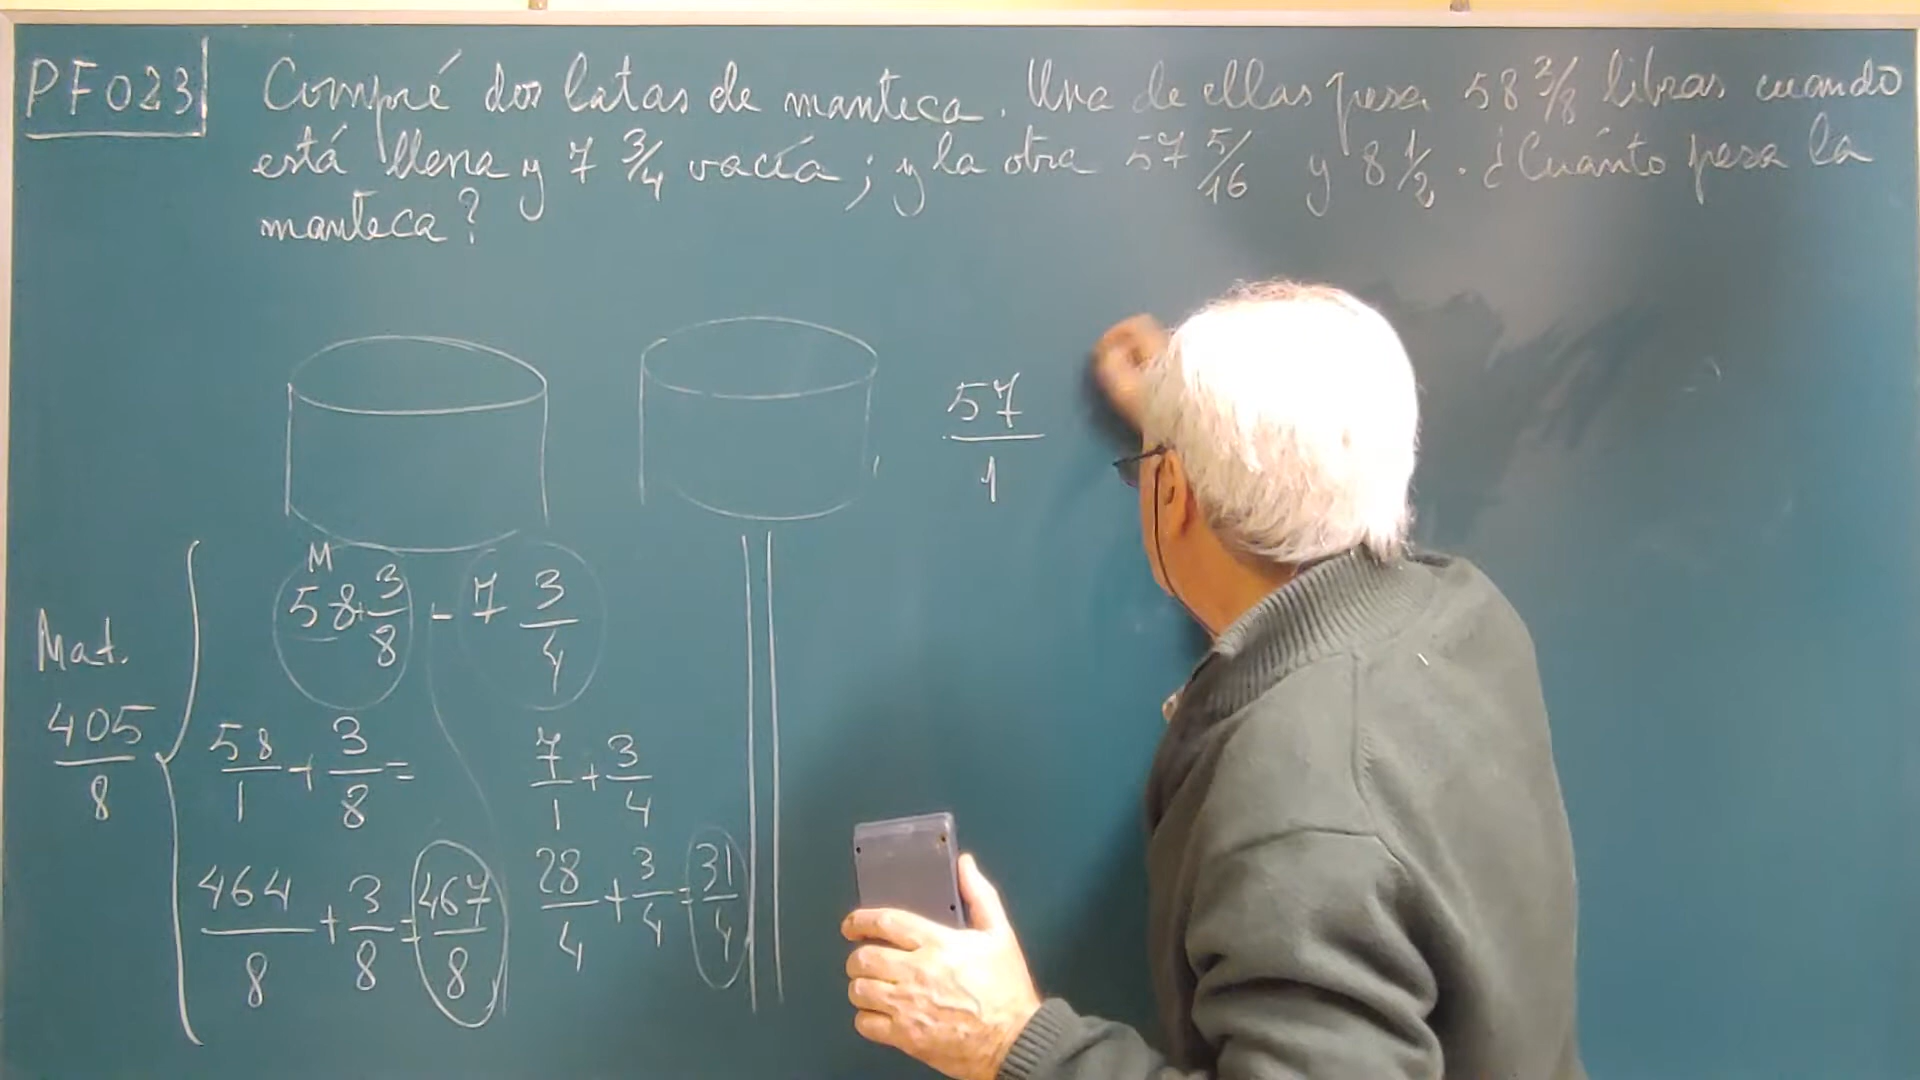 PF023
Compré dos latas de manteca. Una de ellas pesa 58 3/8 libras cuando
está llena y 7 3/4 vacía; y la otra 57 5/16 y 8 1/2. ¿Cuánto pesa la
manteca?
57/1
M
58+3/8 - 7 3/4
Mat.
405/8
58/1 + 3/8 =
7/1 + 3/4
464/8 + 3/8 = 467/8
28/4 + 3/4 = 31/4